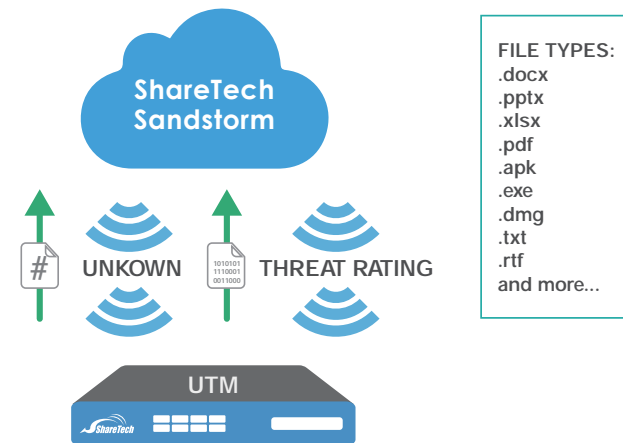 ShareTech
Sandstorm
#
UNKOWN
1010101
1110001
0011000
THREAT RATING
UTM
ShareTech
FILE TYPES:
.docx
.pptx
.xlsx
.pdf
.apk
.exe
.dmg
.txt
.rtf
and more...